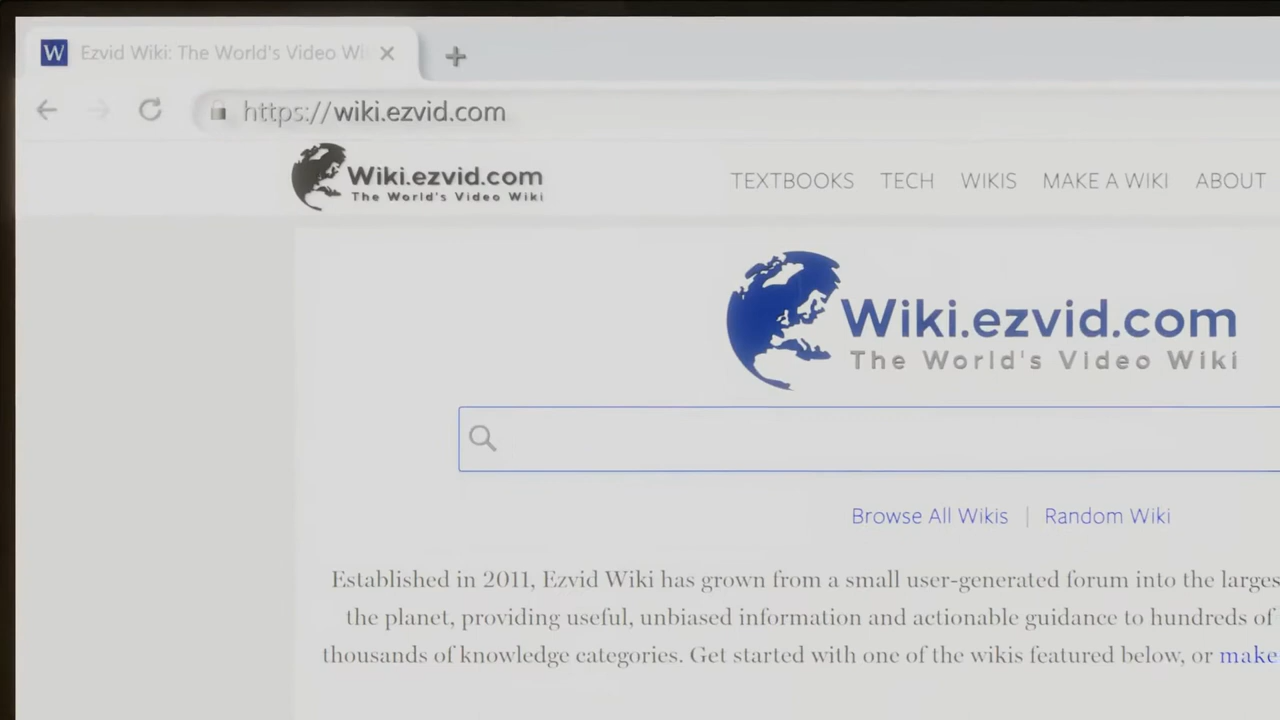 W Ezvid Wiki: The World's Video Wi
https://wiki.ezvid.com
Wiki.ezvid.com
The World's Video Wiki
TEXTBOOKS TECH WIKIS MAKE A WIKI ABOUT
Wiki.ezvid.com
The World's Video Wiki
Browse All Wikis | Random Wiki
Established in 2011, Ezvid Wiki has grown from a small user-generated forum into the larges
the planet, providing useful, unbiased information and actionable guidance to hundreds of
thousands of knowledge categories. Get started with one of the wikis featured below, or make